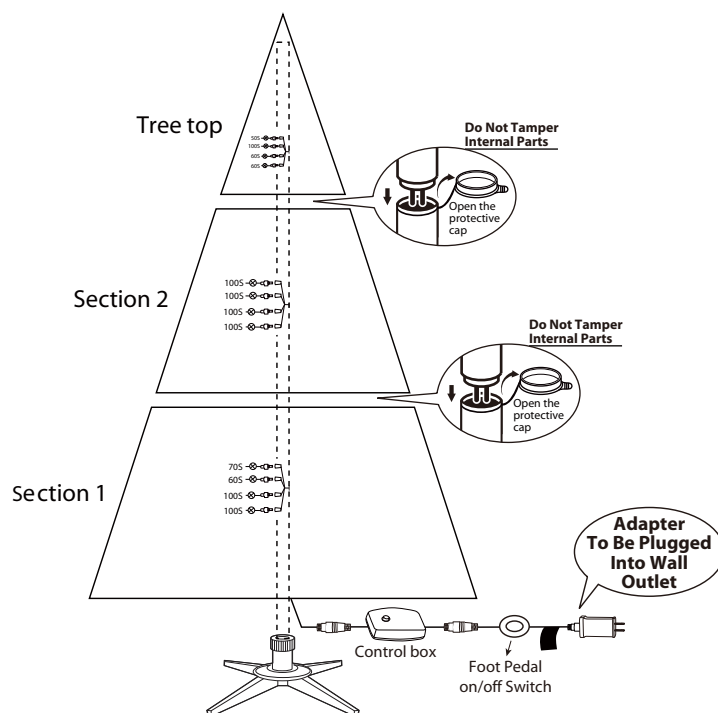 Tree top
50S
100S
60S
60S
Do Not Tamper
Internal Parts
Open the
protective
cap
Section 2
100S
100S
100S
100S
Do Not Tamper
Internal Parts
Open the
protective
cap
Section 1
70S
60S
100S
100S
Adapter
To Be Plugged
Into Wall
Outlet
Control box
Foot Pedal
on/off Switch